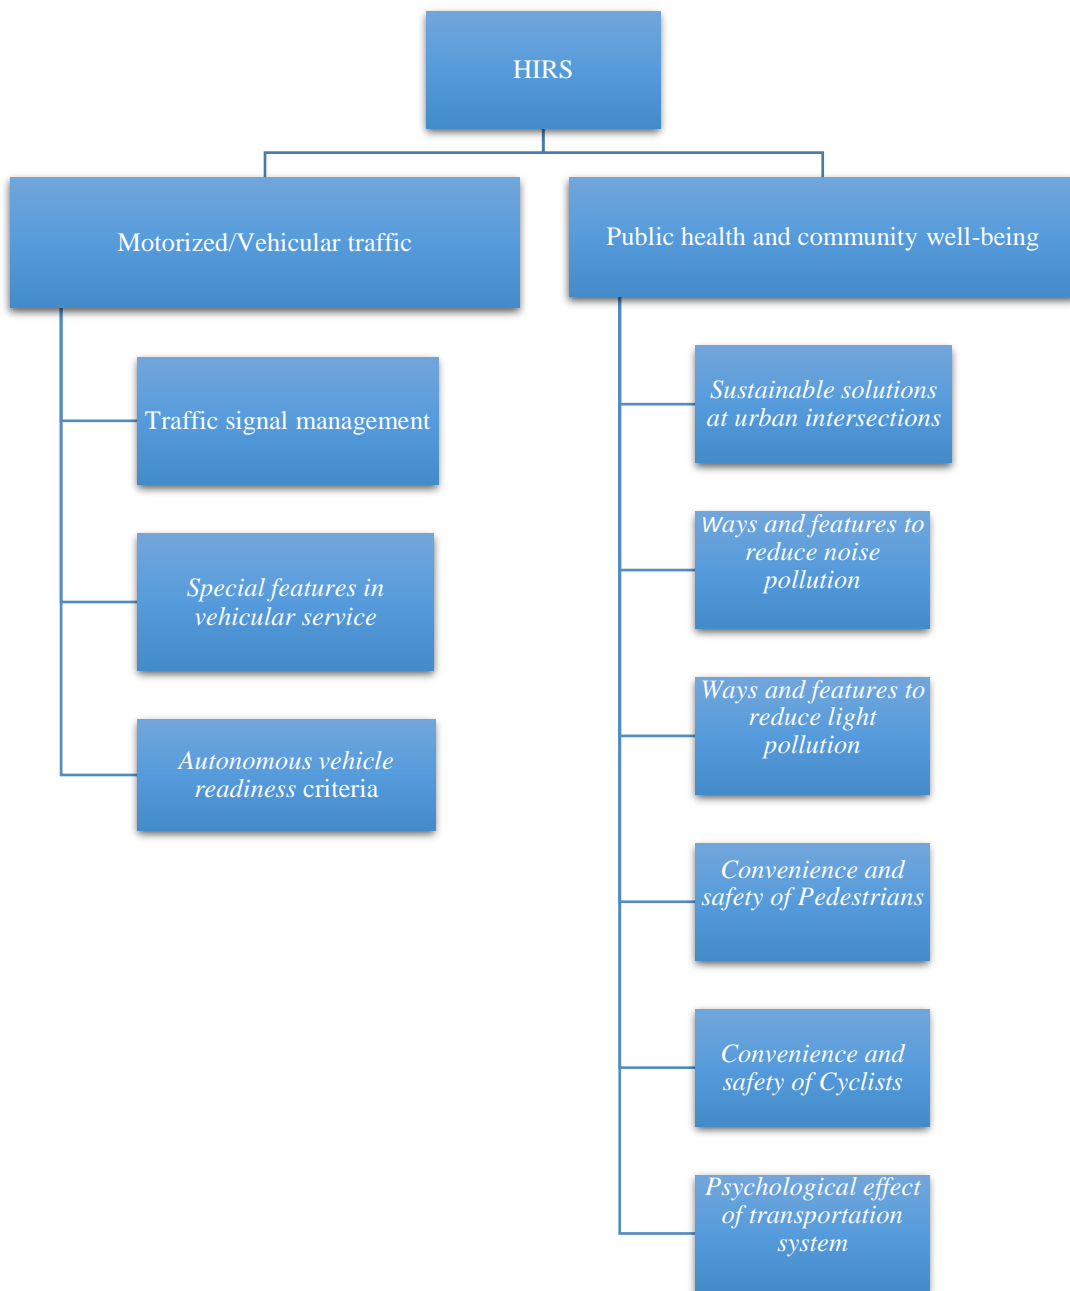 HIRS
Motorized/Vehicular traffic
Public health and community well-being
Traffic signal management
Special features in
vehicular service
Autonomous vehicle
readiness criteria
Sustainable solutions
at urban intersections
Ways and features to
reduce noise
pollution
Ways and features to
reduce light
pollution
Convenience and
safety of Pedestrians
Convenience and
safety of Cyclists
Psychological effect
of transportation
system